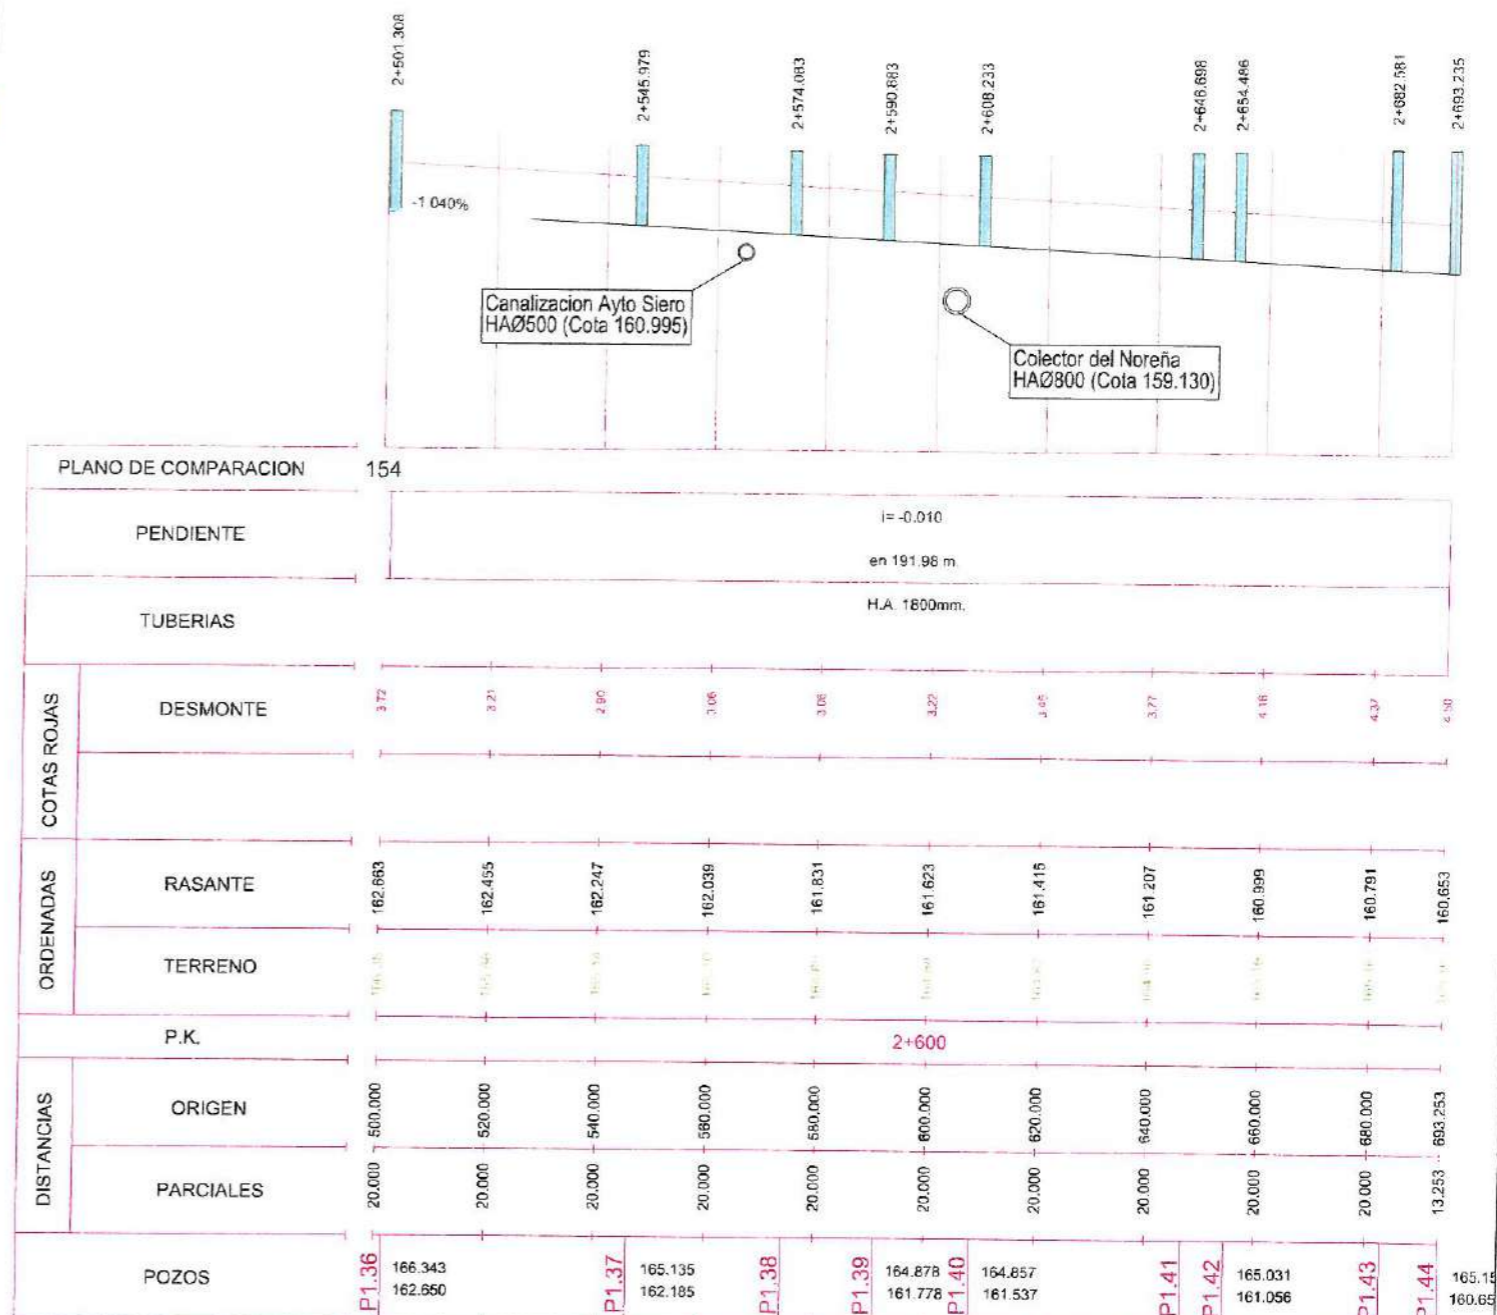 2+501.308
2+545.979
2+574.083
2+590.883
2+608.233
2+646.698
2+654.486
2+682.581
2+693.235
-1.040%
Canalizacion Ayto Siero
HAØ500 (Cota 160.995)
Colector del Noreña
HAØ800 (Cota 159.130)
PLANO DE COMPARACION 154
PENDIENTE
i= -0.010
en 191.98 m
TUBERIAS
H.A. 1800mm.
COTAS ROJAS
DESMONTE 3.72 3.21 2.90 3.06 3.08 3.22 3.45 3.77 4.18 4.37 4.50
ORDENADAS
RASANTE 162.663 162.455 162.247 162.039 161.831 161.623 161.415 161.207 160.999 160.791 160.653
TERRENO
P.K. 2+600
DISTANCIAS
ORIGEN 500.000 520.000 540.000 560.000 580.000 600.000 620.000 640.000 660.000 680.000 693.253
PARCIALES 20.000 20.000 20.000 20.000 20.000 20.000 20.000 20.000 20.000 20.000 13.253
POZOS
P1.36 166.343
162.650
P1.37 165.135
162.185
P1.38
P1.39 164.878
161.778
P1.40 164.857
161.537
P1.41
P1.42 165.031
161.056
P1.43
P1.44 165.15
160.65